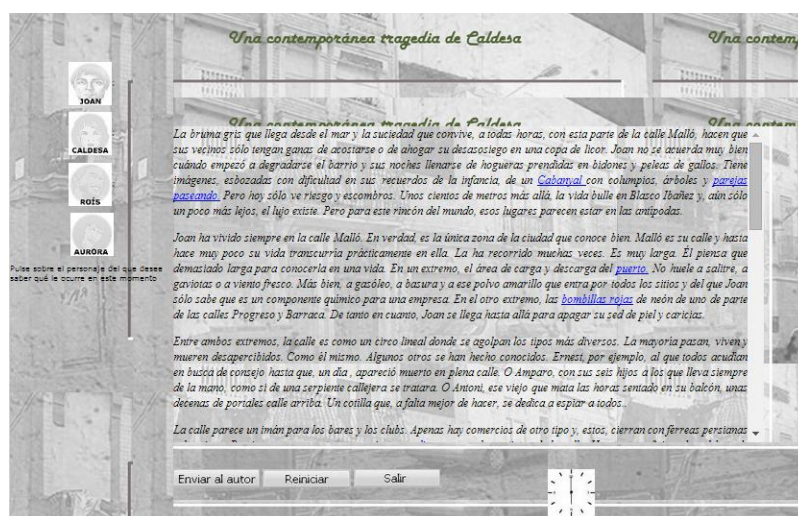 Una contemporánea tragedia de Caldesa
Una contem
JOAN
CALDESA
ROÍS
AURORA
Pulse sobre el personaje del que desee
saber qué le ocurre en este momento
Una contemporánea tragedia de Caldesa
Una contem
La bruma gris que llega desde el mar y la suciedad que convive, a todas horas, con esta parte de la calle Malló, hacen que
sus vecinos sólo tengan ganas de acostarse o de ahogar su desasosiego en una copa de licor. Joan no se acuerda muy bien
cuándo empezó a degradarse el barrio y sus noches llenarse de hogueras prendidas en bidones y peleas de gallos. Tiene
imágenes, esbozadas con dificultad en sus recuerdos de la infancia, de un Cabanyal con columpios, árboles y parejas
paseando. Pero hoy sólo ve riesgo y escombros. Unos cientos de metros más allá, la vida bulle en Blasco Ibañez y, aún sólo
un poco más lejos, el lujo existe. Pero para este rincón del mundo, esos lugares parecen estar en las antípodas.
Joan ha vivido siempre en la calle Malló. En verdad, es la única zona de la ciudad que conoce bien. Malló es su calle y hasta
hace muy poco su vida transcurría prácticamente en ella. La ha recorrido muchas veces. Es muy larga. Él piensa que
demasiado larga para conocerla en una vida. En un extremo, el área de carga y descarga del puerto. No huele a salitre, a
gaviotas o a viento fresco. Más bien, a gasóleo, a basura y a ese polvo amarillo que entra por todos los sitios y del que Joan
sólo sabe que es un componente químico para una empresa. En el otro extremo, las bombillas rojas de neón de uno de parte
de las calles Progreso y Barraca. De tanto en cuanto, Joan se llega hasta allá para apagar su sed de piel y caricias.
Entre ambos extremos, la calle es como un circo lineal donde se agolpan los tipos más diversos. La mayoría pasan, viven y
mueren desapercibidos. Como él mismo. Algunos otros se han hecho conocidos. Ernest, por ejemplo, al que todos acudían
en busca de consejo hasta que, un día , apareció muerto en plena calle. O Amparo, con sus seis hijos a los que lleva siempre
de la mano, como si de una serpiente callejera se tratara. O Antoni, ese viejo que mata las horas sentado en su balcón, unas
decenas de portales calle arriba. Un cotilla que, a falta mejor de hacer, se dedica a espiar a todos..
La calle parece un imán para los bares y los clubs. Apenas hay comercios de otro tipo y, estos, cierran con férreas persianas
Enviar al autor
Reiniciar
Salir